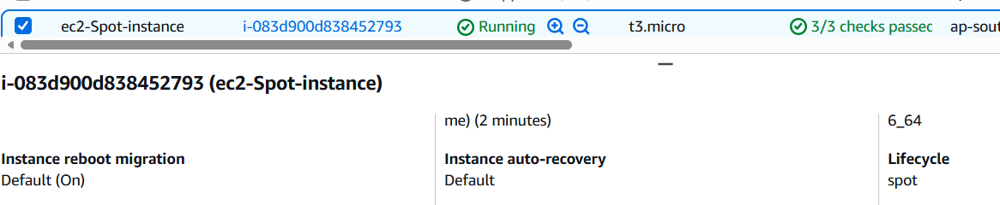 ec2-Spot-instance i-083d900d838452793 Running t3.micro 3/3 checks passec ap-sout
i-083d900d838452793 (ec2-Spot-instance)
me) (2 minutes) 6_64
Instance reboot migration Instance auto-recovery Lifecycle
Default (On) Default spot